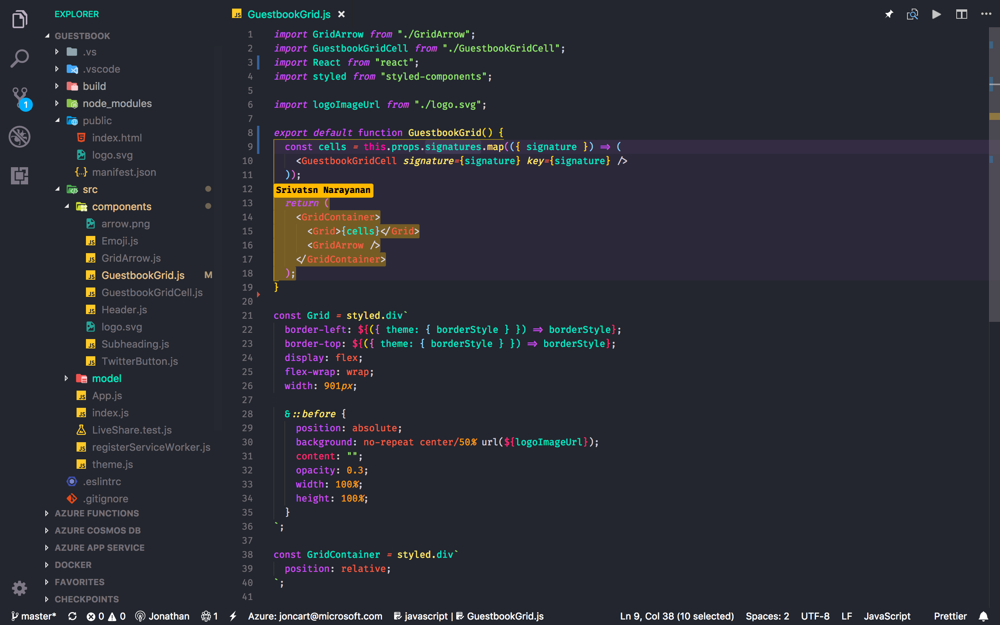 EXPLORER
GUESTBOOK
.vs
.vscode
build
node_modules
public
index.html
logo.svg
manifest.json
src
components
arrow.png
Emoji.js
GridArrow.js
GuestbookGrid.js M
GuestbookGridCell.js
Header.js
logo.svg
Subheading.js
TwitterButton.js
model
App.js
index.js
LiveShare.test.js
registerServiceWorker.js
theme.js
.eslintrc
.gitignore
AZURE FUNCTIONS
AZURE COSMOS DB
AZURE APP SERVICE
DOCKER
FAVORITES
CHECKPOINTS
1
JS GuestbookGrid.js ×
1 import GridArrow from "./GridArrow";
2 import GuestbookGridCell from "./GuestbookGridCell";
3 import React from "react";
4 import styled from "styled-components";
5
6 import logoImageUrl from "./logo.svg";
7
8 export default function GuestbookGrid() {
9 const cells = this.props.signatures.map(({ signature }) => (
10 <GuestbookGridCell signature={signature} key={signature} />
11 ));
12 Srivatsn Narayanan
13 return (
14 <GridContainer>
15 <Grid>{cells}</Grid>
16 <GridArrow />
17 </GridContainer>
18 );
19 }
20
21 const Grid = styled.div`
22 border-left: ${({ theme: { borderStyle } }) => borderStyle};
23 border-top: ${({ theme: { borderStyle } }) => borderStyle};
24 display: flex;
25 flex-wrap: wrap;
26 width: 901px;
27
28 &::before {
29 position: absolute;
30 background: no-repeat center/50% url(${logoImageUrl});
31 content: "";
32 opacity: 0.3;
33 width: 100%;
34 height: 100%;
35 }
36 `;
37
38 const GridContainer = styled.div`
39 position: relative;
40 `;
41
master* 0 0 Jonathan 1 Azure: joncart@microsoft.com javascript | GuestbookGrid.js Ln 9, Col 38 (10 selected) Spaces: 2 UTF-8 LF JavaScript Prettier